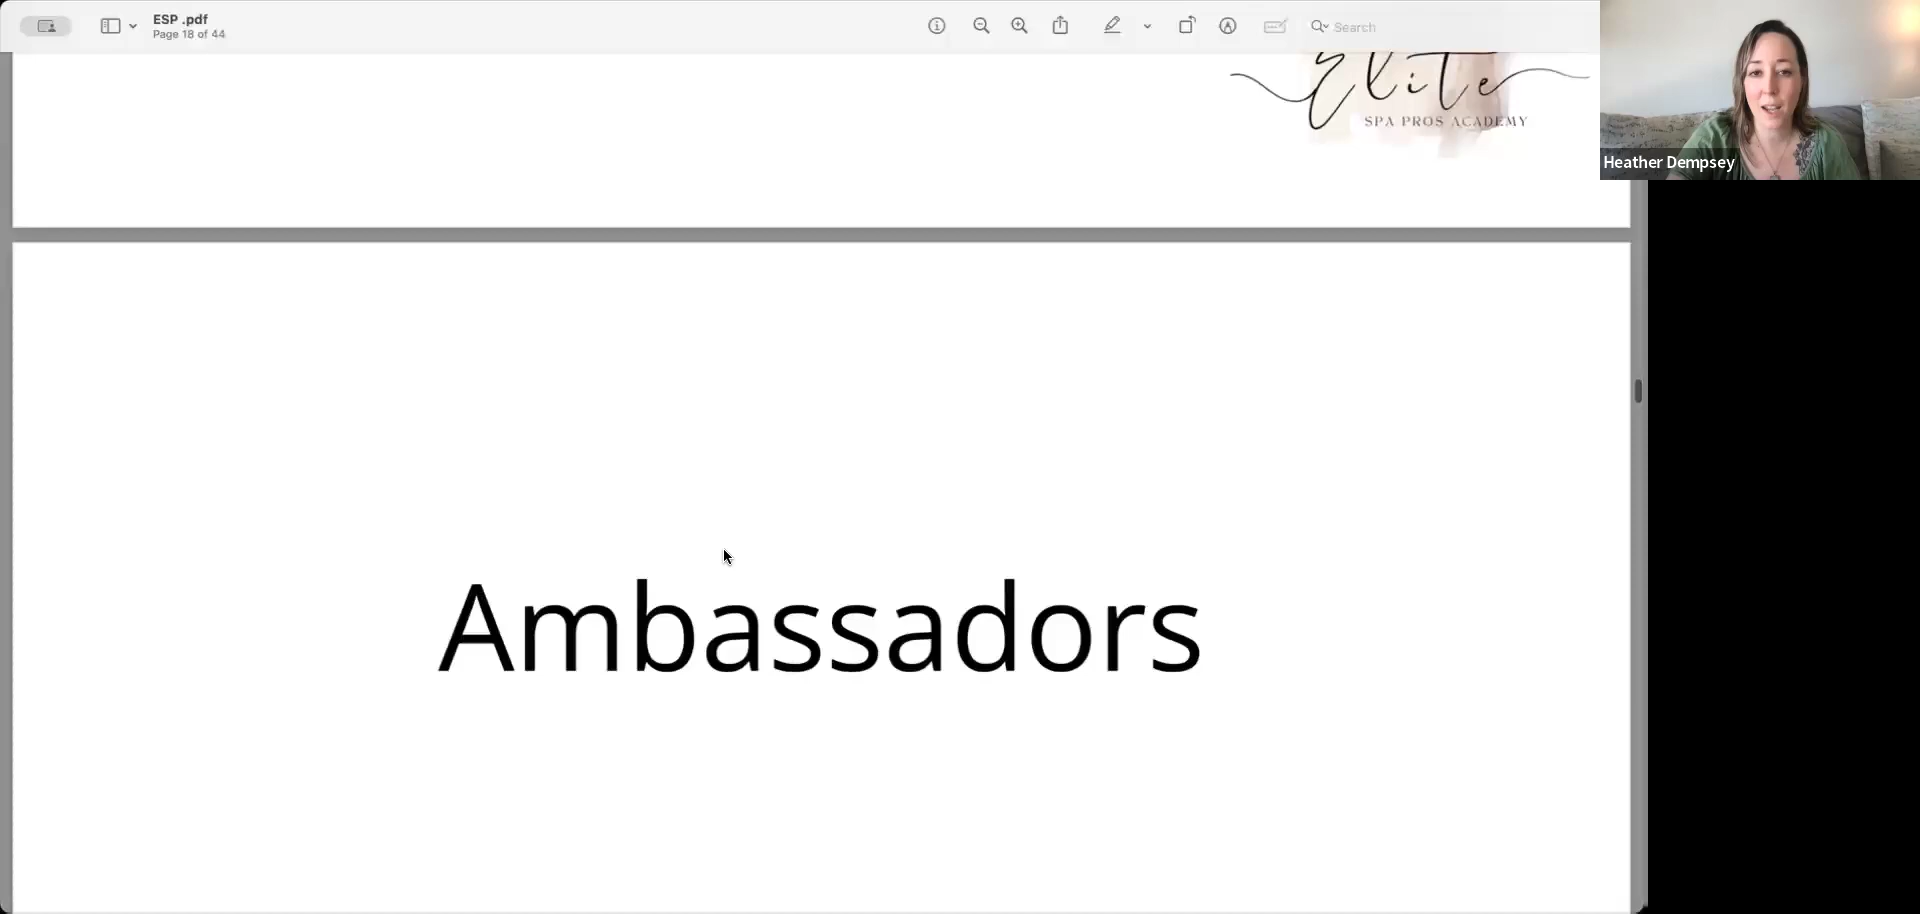 ESP .pdf
Page 18 of 44
Search
Elite
SPA PROS ACADEMY
Heather Dempsey
Ambassadors